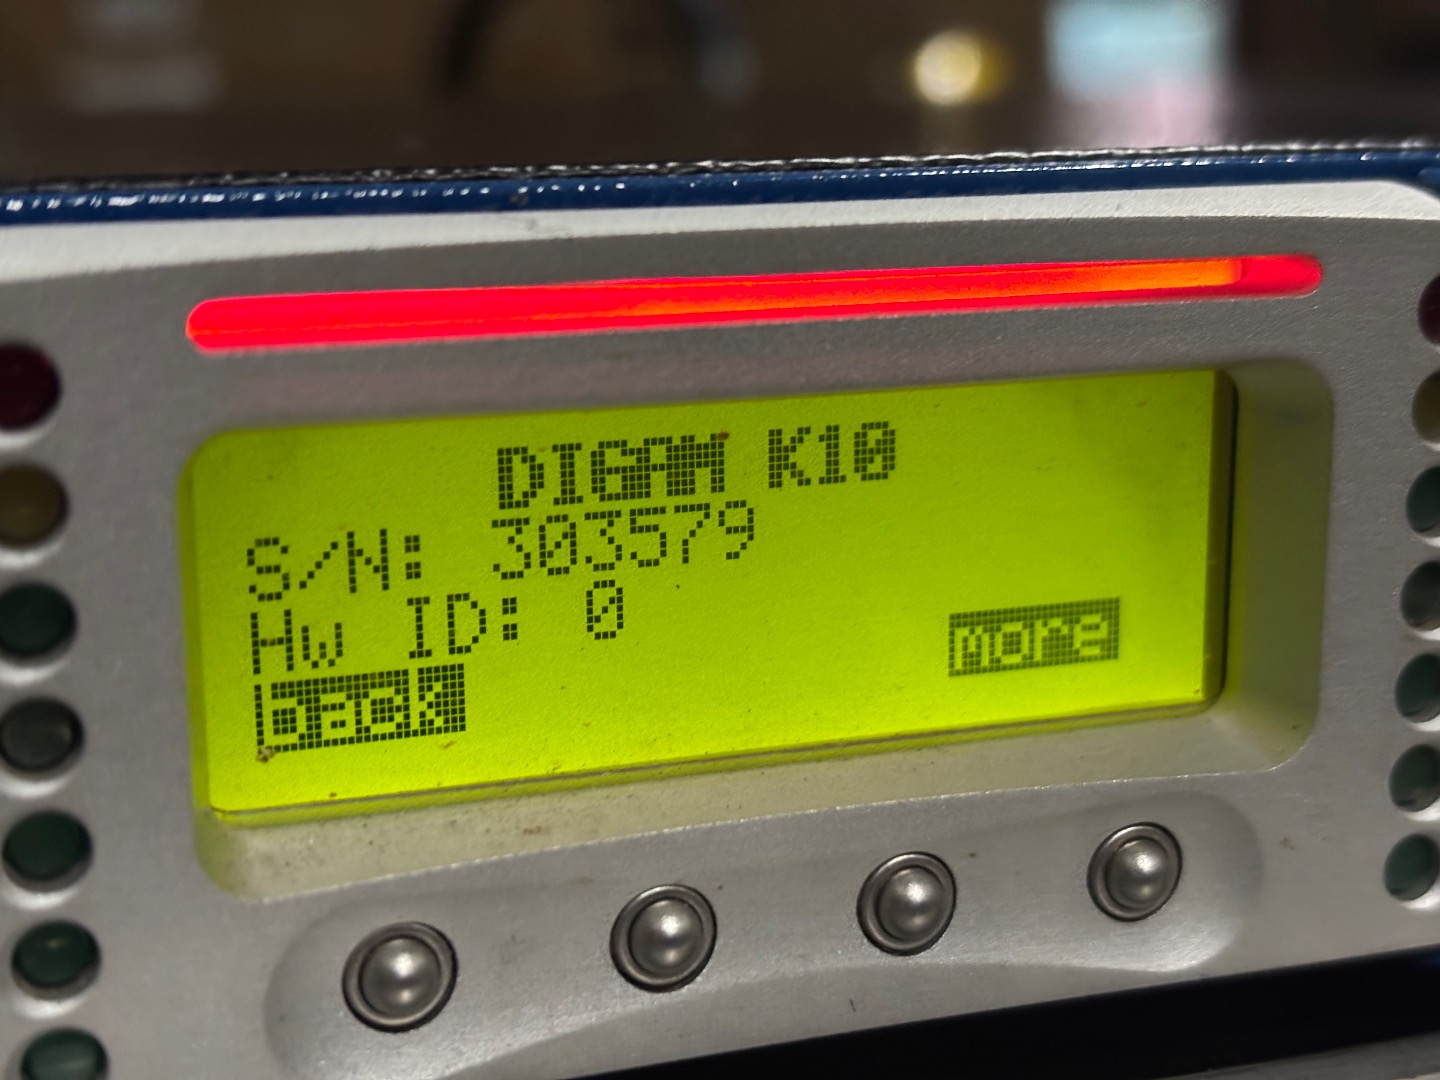 DIGAM K10
S/N: 303579
Hw ID: 0
back more